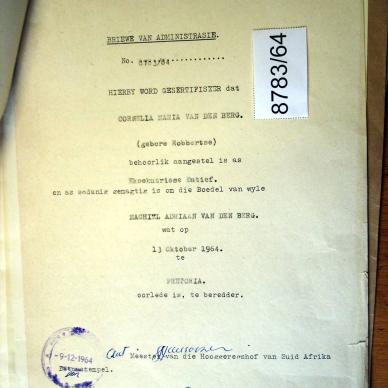 BRIEWE VAN ADMINISTRASIE.
No. 8783/64
8783/64
HIERBY WORD GESERTIFISEER dat
CORNELIA MARIA VAN DEN BERG.
(gebore Robbertse)
behoorlik aangestel is as
Eksekutrise Datief.
en as sodanig gemagtig is om die Boedel van wyle
MACHIEL ADRIAAN VAN DEN BERG.
wat op
13 Oktober 1964.
te
PRETORIA.
oorlede is, te beredder.
-9-12-1964
Meester van die Hooggeregshof van Suid Afrika
Datumstempel.